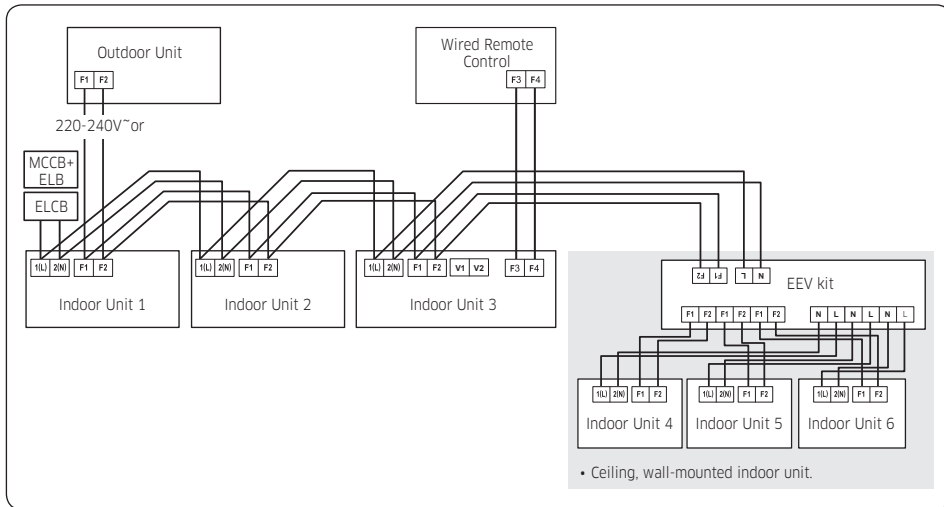 Outdoor Unit
F1 F2
Wired Remote
Control
F3 F4
220-240V~or
MCCB+
ELB
ELCB
1(L) 2(N) F1 F2
Indoor Unit 1
1(L) 2(N) F1 F2
Indoor Unit 2
1(L) 2(N) F1 F2 V1 V2 F3 F4
Indoor Unit 3
F2 F1 L N
EEV kit
F1 F2 F1 F2 F1 F2 N L N L N L
1(L) 2(N) F1 F2
Indoor Unit 4
1(L) 2(N) F1 F2
Indoor Unit 5
1(L) 2(N) F1 F2
Indoor Unit 6
• Ceiling, wall-mounted indoor unit.